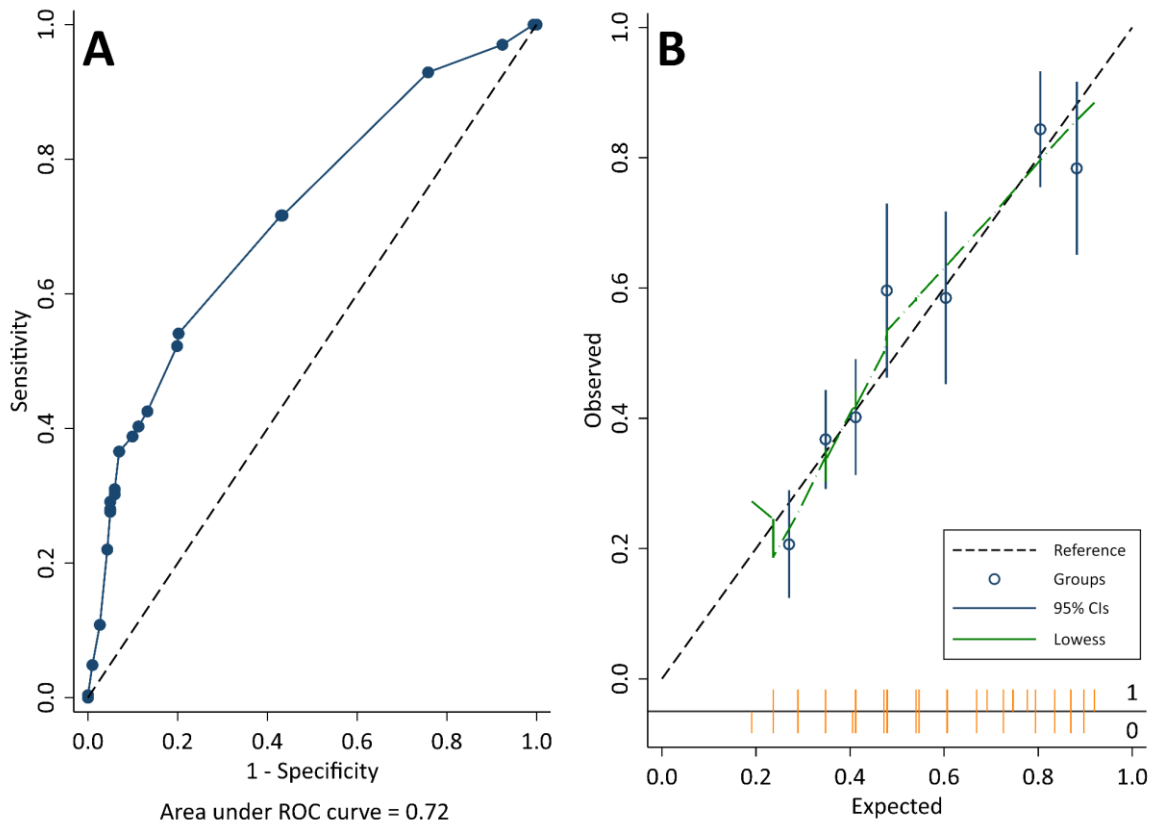 A
Sensitivity
1.0
0.8
0.6
0.4
0.2
0.0
0.0 0.2 0.4 0.6 0.8 1.0
1 - Specificity
Area under ROC curve = 0.72
B
Observed
1.0
0.8
0.6
0.4
0.2
0.0
Reference
Groups
95% CIs
Lowess
1
0
0.0 0.2 0.4 0.6 0.8 1.0
Expected